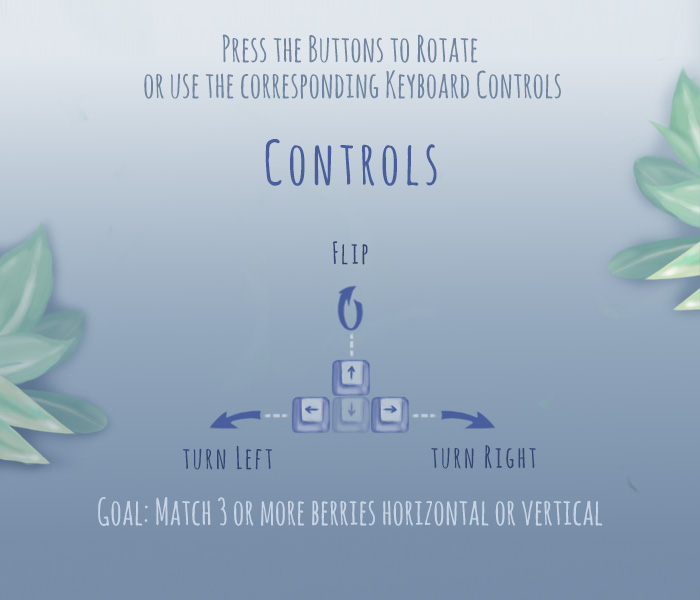 Press the Buttons to Rotate
or use the corresponding Keyboard Controls
Controls
Flip
turn Left
turn Right
Goal: Match 3 or more berries horizontal or vertical